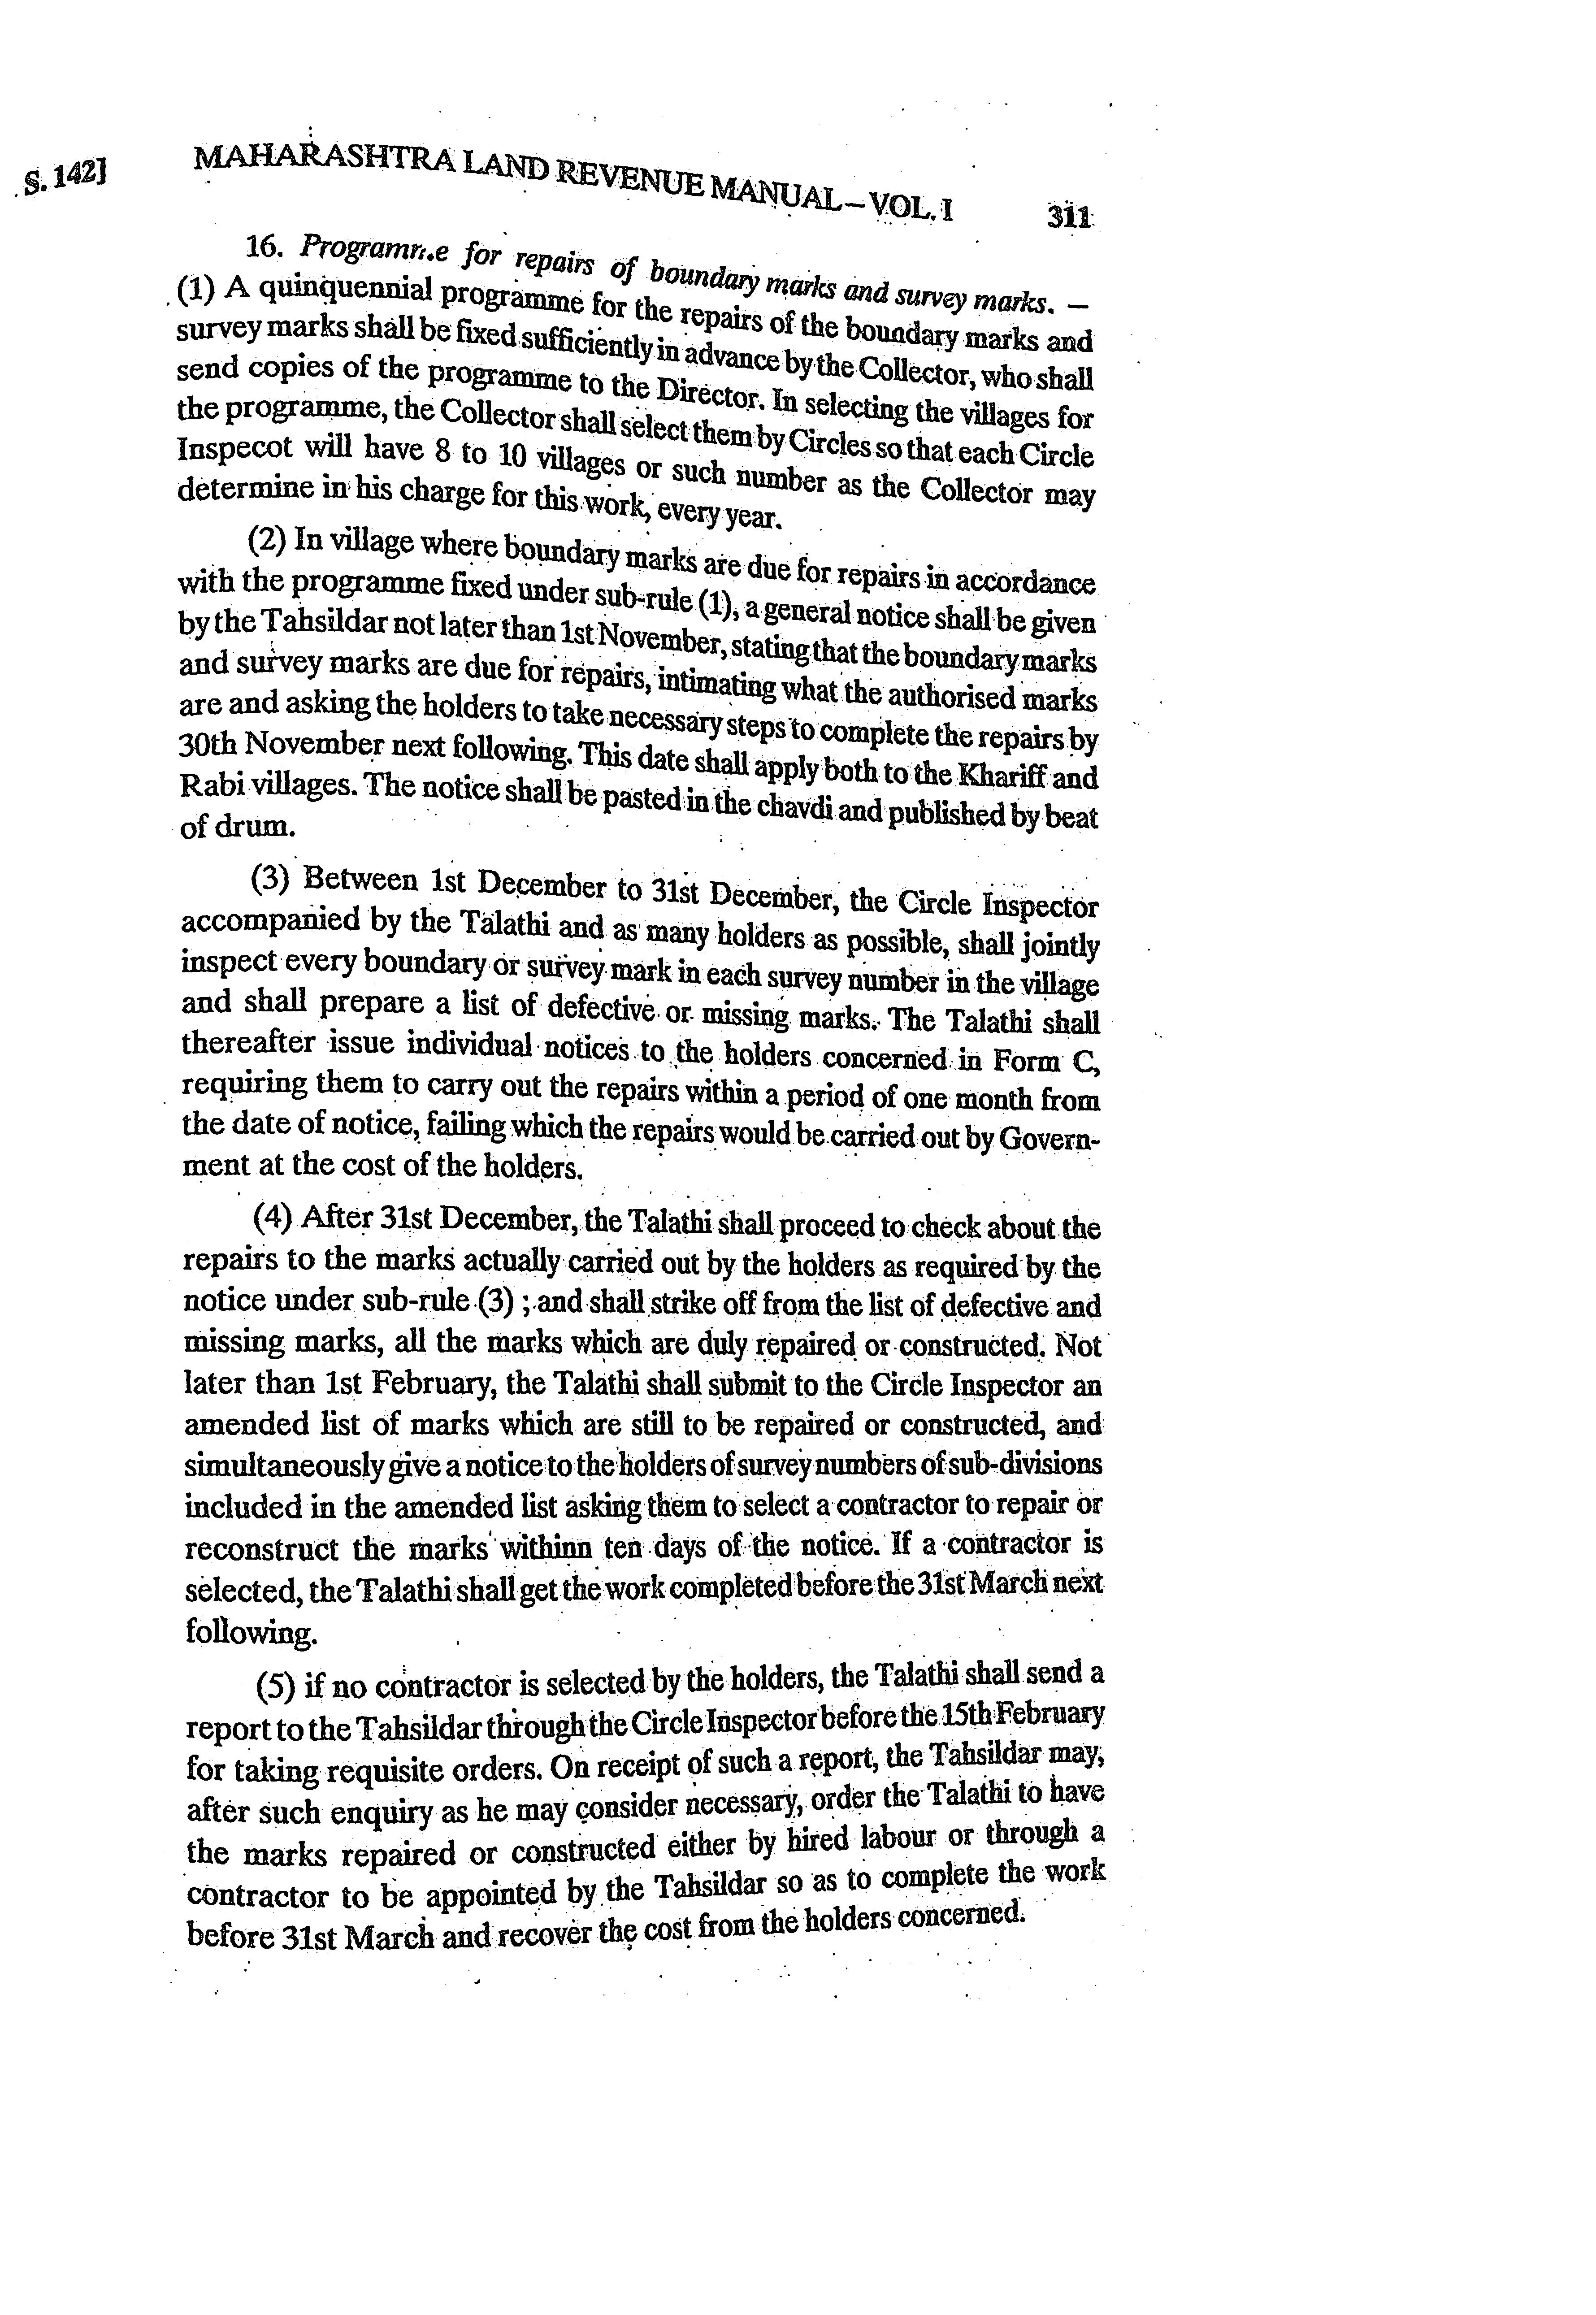 S. 142] MAHARASHTRA LAND REVENUE MANUAL – VOL. I 311
16. Programme for repairs of boundary marks and survey marks. —
(1) A quinquennial programme for the repairs of the boundary marks and
survey marks shall be fixed sufficiently in advance by the Collector, who shall
send copies of the programme to the Director. In selecting the villages for
the programme, the Collector shall select them by Circles so that each Circle
Inspecot will have 8 to 10 villages or such number as the Collector may
determine in his charge for this work, every year.
(2) In village where boundary marks are due for repairs in accordance
with the programme fixed under sub-rule (1), a general notice shall be given
by the Tahsildar not later than 1st November, stating that the boundary marks
and survey marks are due for repairs, intimating what the authorised marks
are and asking the holders to take necessary steps to complete the repairs by
30th November next following. This date shall apply both to the Khariff and
Rabi villages. The notice shall be pasted in the chavdi and published by beat
of drum.
(3) Between 1st December to 31st December, the Circle Inspector
accompanied by the Talathi and as many holders as possible, shall jointly
inspect every boundary or survey mark in each survey number in the village
and shall prepare a list of defective or missing marks. The Talathi shall
thereafter issue individual notices to the holders concerned in Form C,
requiring them to carry out the repairs within a period of one month from
the date of notice, failing which the repairs would be carried out by Govern-
ment at the cost of the holders.
(4) After 31st December, the Talathi shall proceed to check about the
repairs to the marks actually carried out by the holders as required by the
notice under sub-rule (3) ; and shall strike off from the list of defective and
missing marks, all the marks which are duly repaired or constructed. Not
later than 1st February, the Talathi shall submit to the Circle Inspector an
amended list of marks which are still to be repaired or constructed, and
simultaneously give a notice to the holders of survey numbers of sub-divisions
included in the amended list asking them to select a contractor to repair or
reconstruct the marks withinn ten days of the notice. If a contractor is
selected, the Talathi shall get the work completed before the 31st March next
following.
(5) if no contractor is selected by the holders, the Talathi shall send a
report to the Tahsildar through the Circle Inspector before the 15th February
for taking requisite orders. On receipt of such a report, the Tahsildar may,
after such enquiry as he may consider necessary, order the Talathi to have
the marks repaired or constructed either by hired labour or through a
contractor to be appointed by the Tahsildar so as to complete the work
before 31st March and recover the cost from the holders concerned.